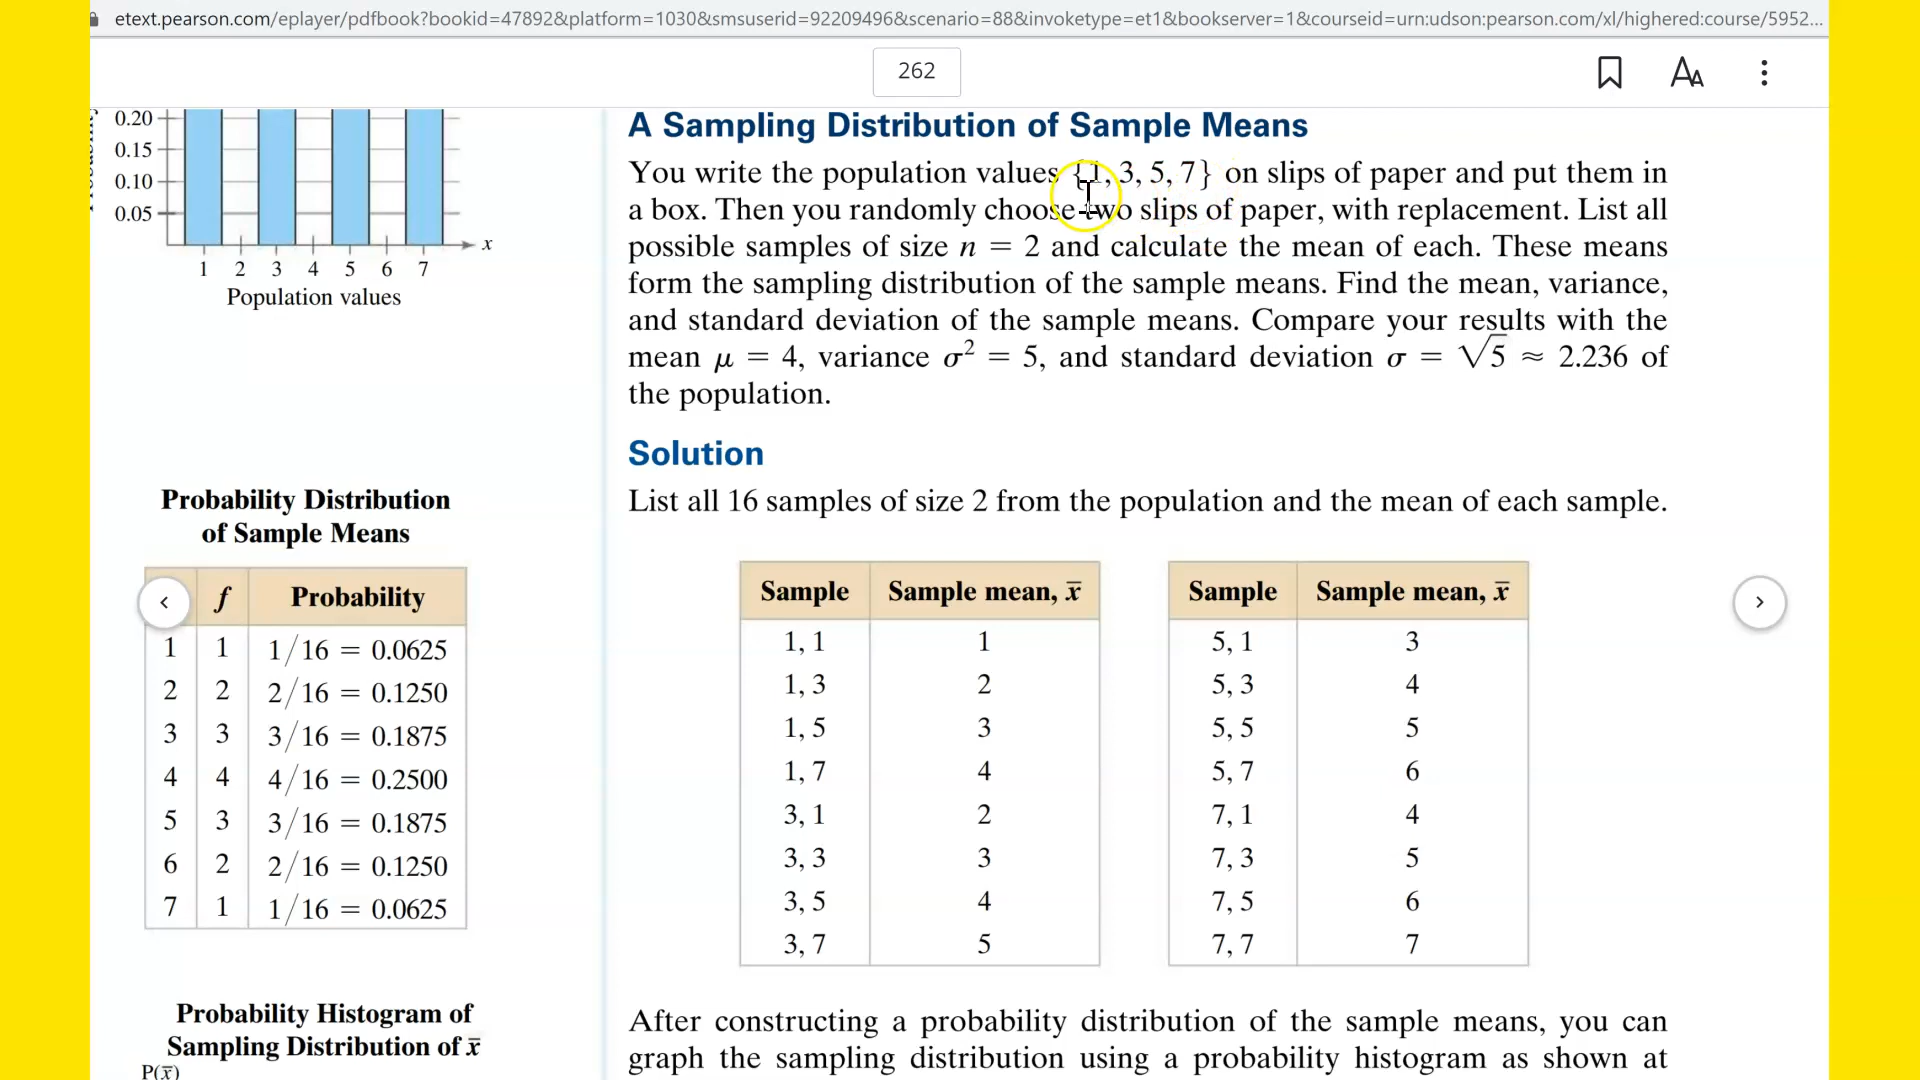 etext.pearson.com/eplayer/pdfbook?bookid=47892&platform=1030&smsuserid=92209496&scenario=88&invoketype=et1&bookserver=1&courseid=urn:udson:pearson.com/xl/highered:course/5952...
262
0.20
0.15
0.10
0.05
x
1 2 3 4 5 6 7
Population values
Probability Distribution
of Sample Means
f Probability
1 1 1/16 = 0.0625
2 2 2/16 = 0.1250
3 3 3/16 = 0.1875
4 4 4/16 = 0.2500
5 3 3/16 = 0.1875
6 2 2/16 = 0.1250
7 1 1/16 = 0.0625
Probability Histogram of
Sampling Distribution of x̄
P(x̄)
A Sampling Distribution of Sample Means
You write the population values {1, 3, 5, 7} on slips of paper and put them in
a box. Then you randomly choose two slips of paper, with replacement. List all
possible samples of size n = 2 and calculate the mean of each. These means
form the sampling distribution of the sample means. Find the mean, variance,
and standard deviation of the sample means. Compare your results with the
mean μ = 4, variance σ² = 5, and standard deviation σ = √5 ≈ 2.236 of
the population.
Solution
List all 16 samples of size 2 from the population and the mean of each sample.
Sample Sample mean, x̄
1, 1 1
1, 3 2
1, 5 3
1, 7 4
3, 1 2
3, 3 3
3, 5 4
3, 7 5
Sample Sample mean, x̄
5, 1 3
5, 3 4
5, 5 5
5, 7 6
7, 1 4
7, 3 5
7, 5 6
7, 7 7
After constructing a probability distribution of the sample means, you can
graph the sampling distribution using a probability histogram as shown at